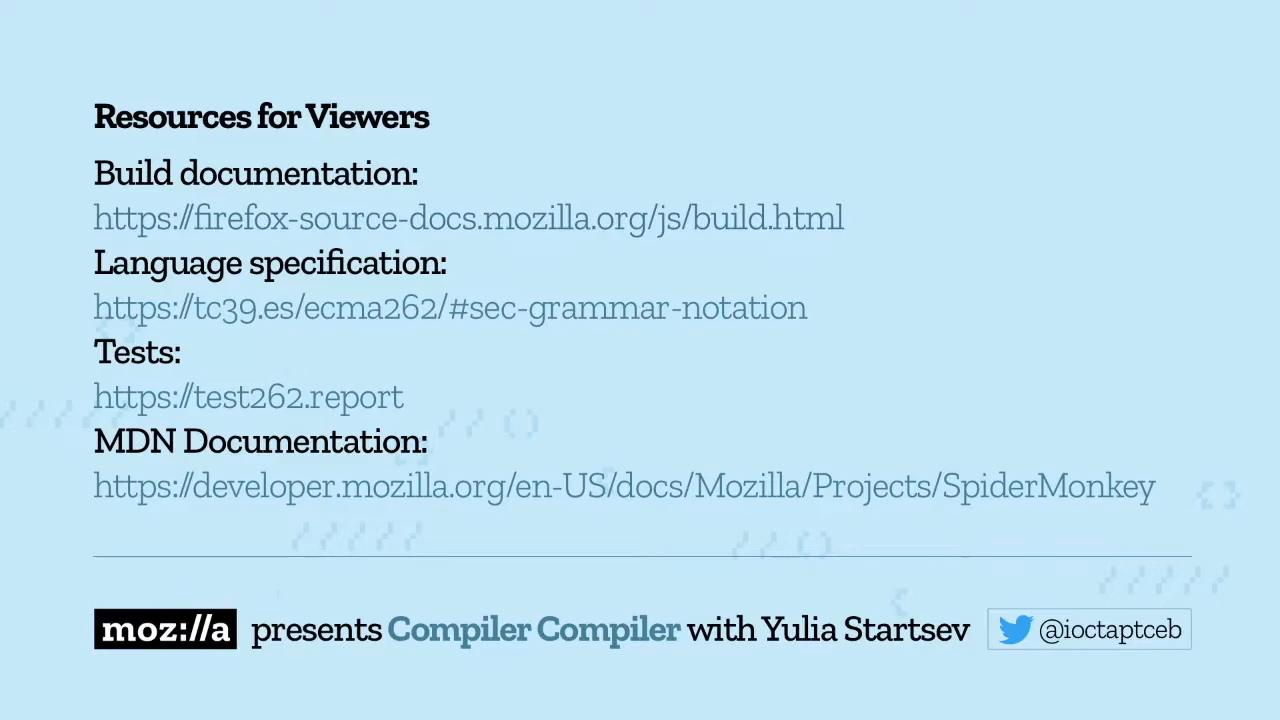 Resources for Viewers
Build documentation:
https://firefox-source-docs.mozilla.org/js/build.html
Language specification:
https://tc39.es/ecma262/#sec-grammar-notation
Tests:
https://test262.report
MDN Documentation:
https://developer.mozilla.org/en-US/docs/Mozilla/Projects/SpiderMonkey
moz://a presents Compiler Compiler with Yulia Startsev @ioctaptceb